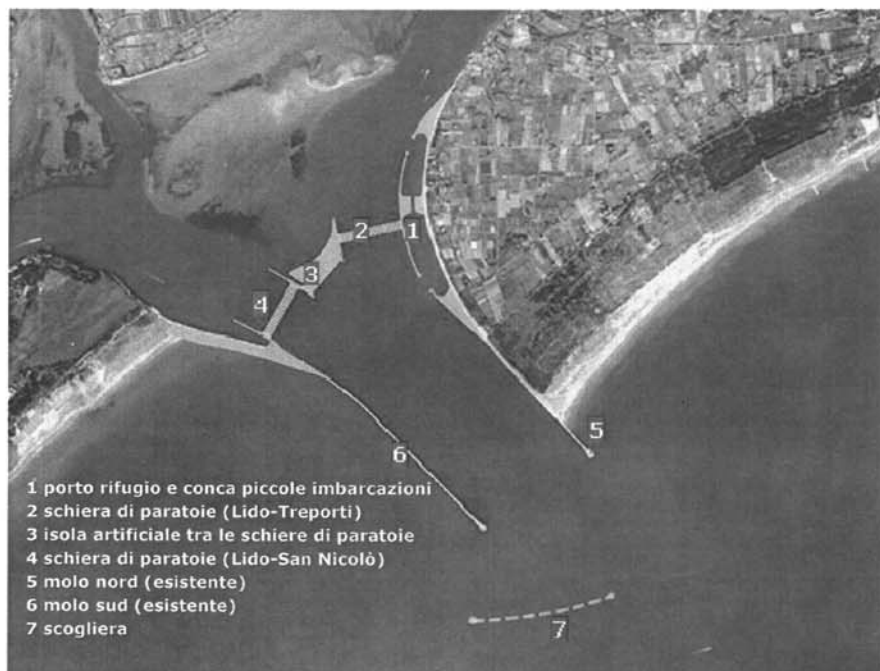 1
2
3
4
5
6
1 porto rifugio e conca piccole imbarcazioni
2 schiera di paratoie (Lido-Treporti)
3 isola artificiale tra le schiere di paratoie
4 schiera di paratoie (Lido-San Nicolò)
5 molo nord (esistente)
6 molo sud (esistente)
7 scogliera
7